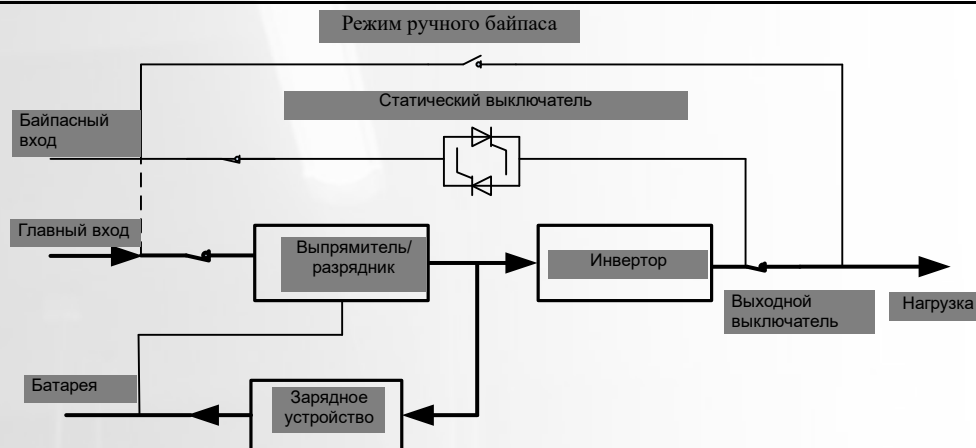 Режим ручного байпаса
Статический выключатель
Байпасный
вход
Главный вход
Выпрямитель/
разрядник
Инвертор
Выходной
выключатель
Нагрузка
Батарея
Зарядное
устройство